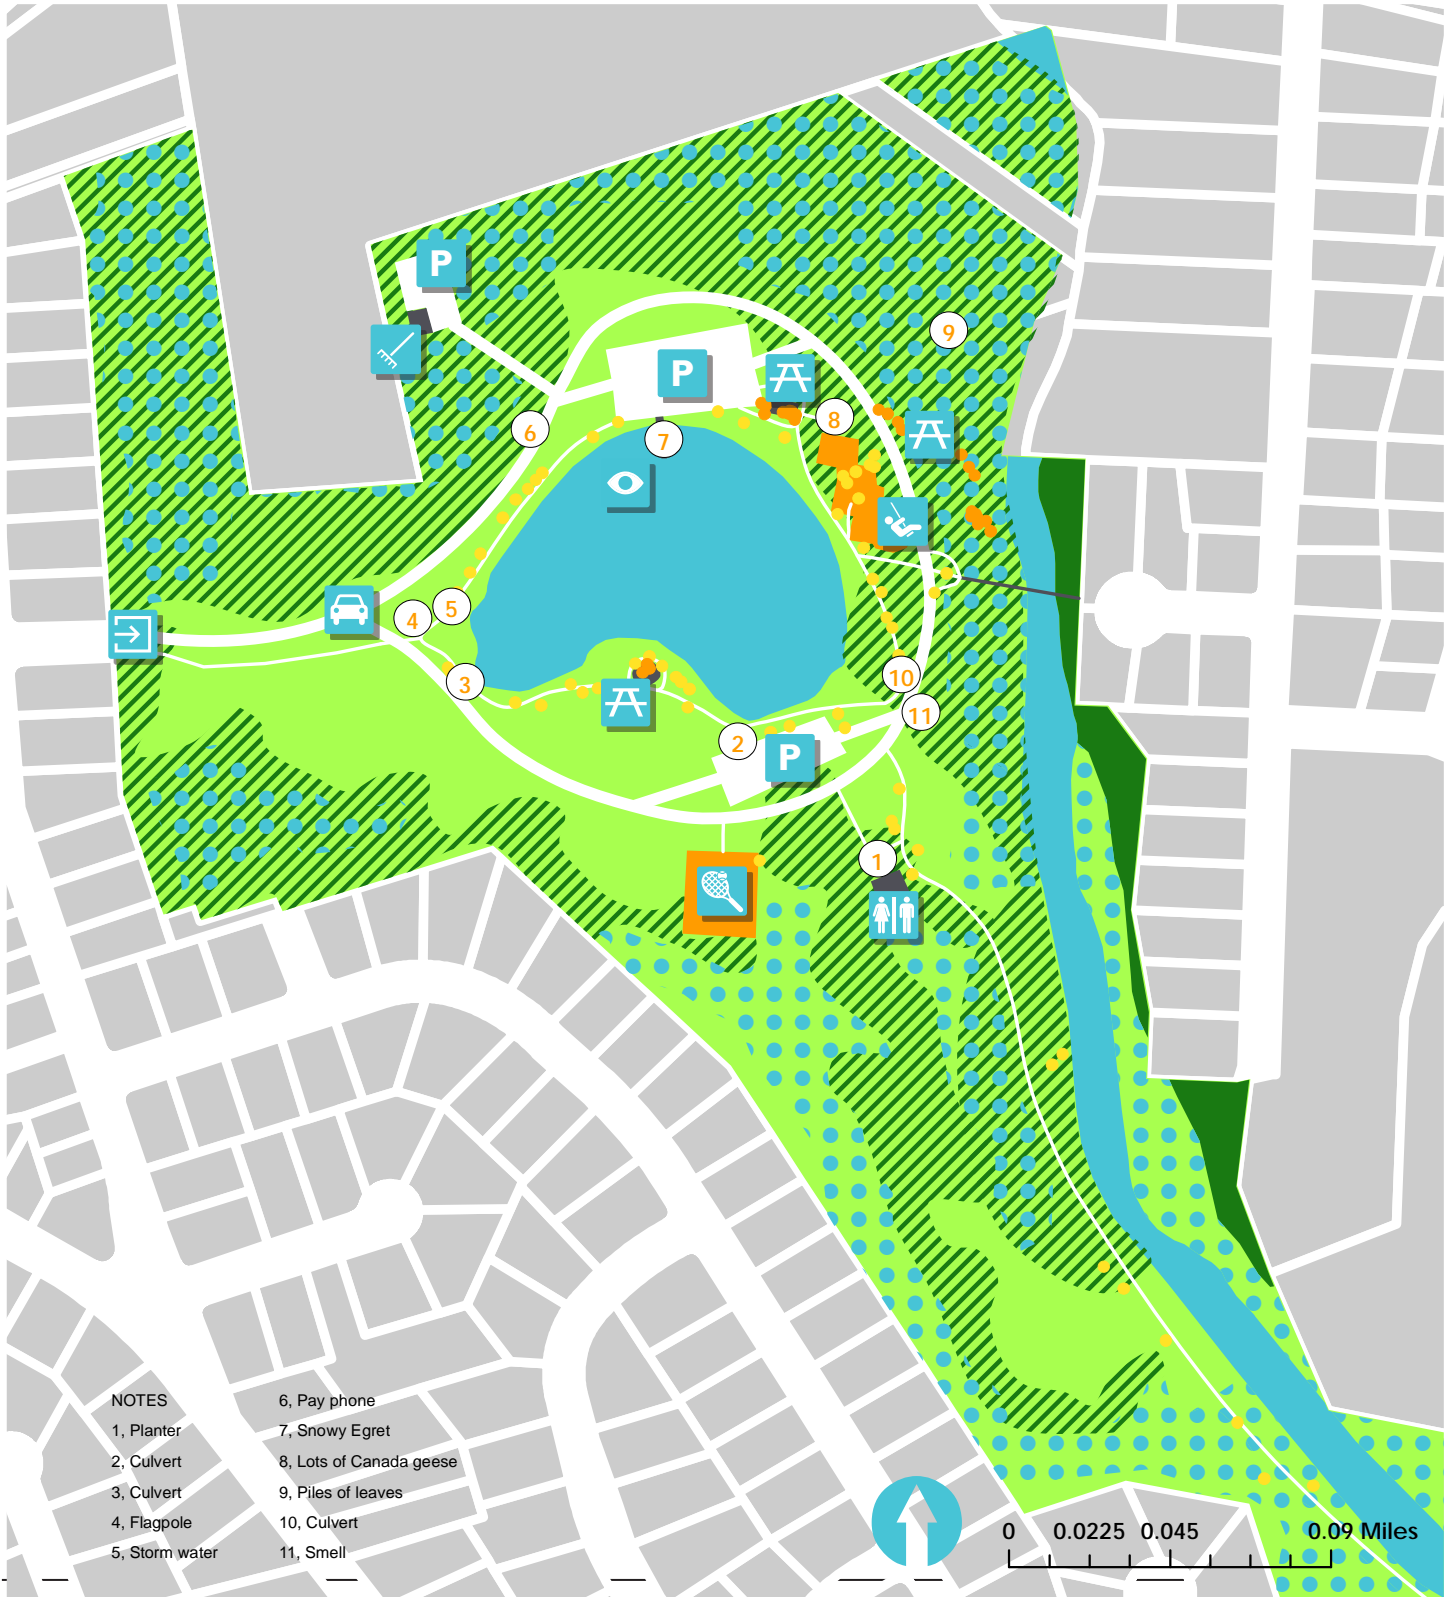 P
9
P
8
6
7
5
4
3
10
11
2
P
1
NOTES
1, Planter
2, Culvert
3, Culvert
4, Flagpole
5, Storm water
6, Pay phone
7, Snowy Egret
8, Lots of Canada geese
9, Piles of leaves
10, Culvert
11, Smell
0 0.0225 0.045 0.09 Miles